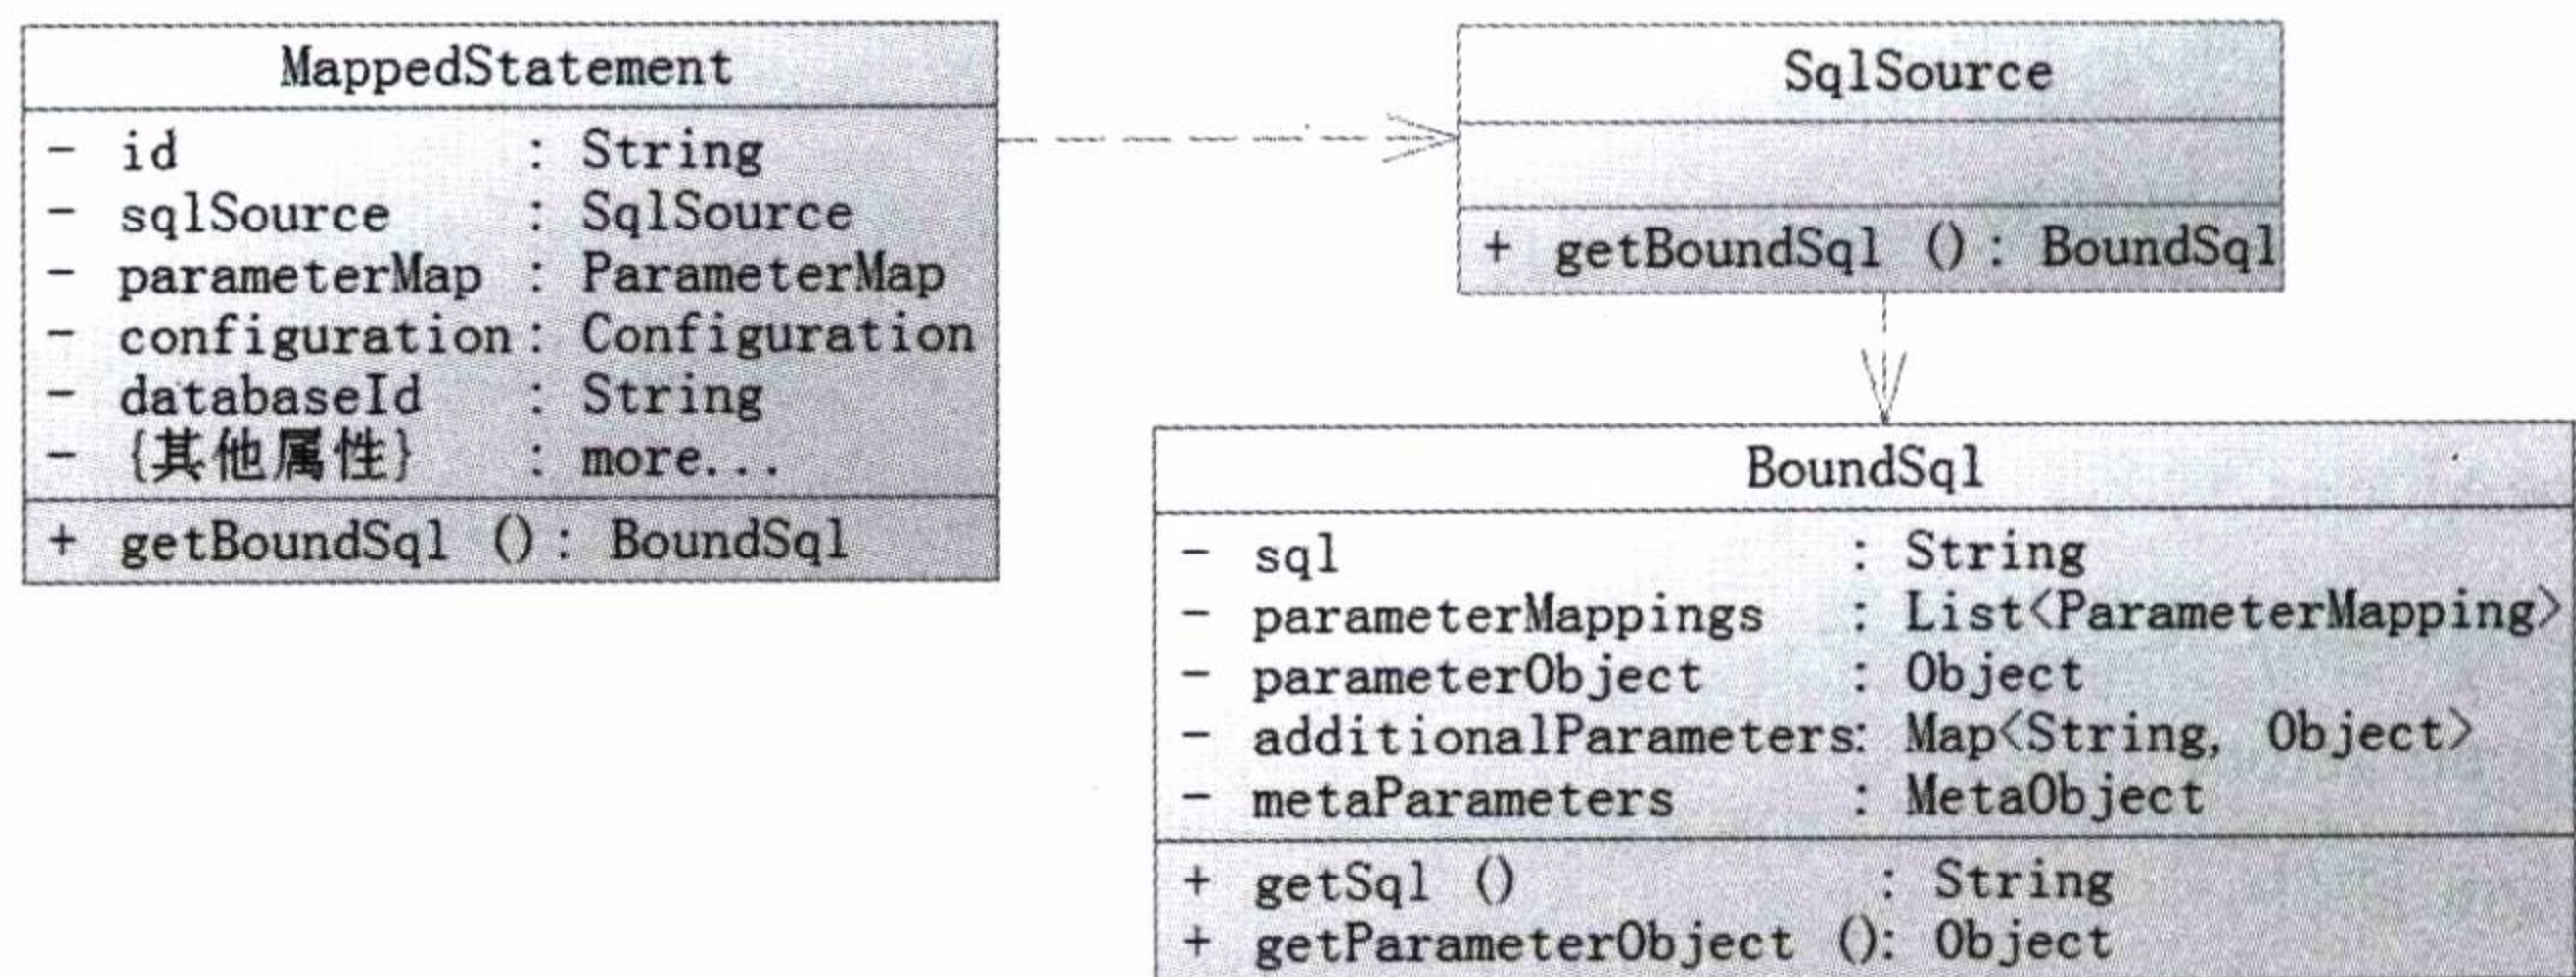 MappedStatement
- id : String
- sqlSource : SqlSource
- parameterMap : ParameterMap
- configuration : Configuration
- databaseId : String
- {其他属性} : more...
+ getBoundSql () : BoundSql
SqlSource
+ getBoundSql () : BoundSql
BoundSql
- sql : String
- parameterMappings : List<ParameterMapping>
- parameterObject : Object
- additionalParameters: Map<String, Object>
- metaParameters : MetaObject
+ getSql () : String
+ getParameterObject (): Object